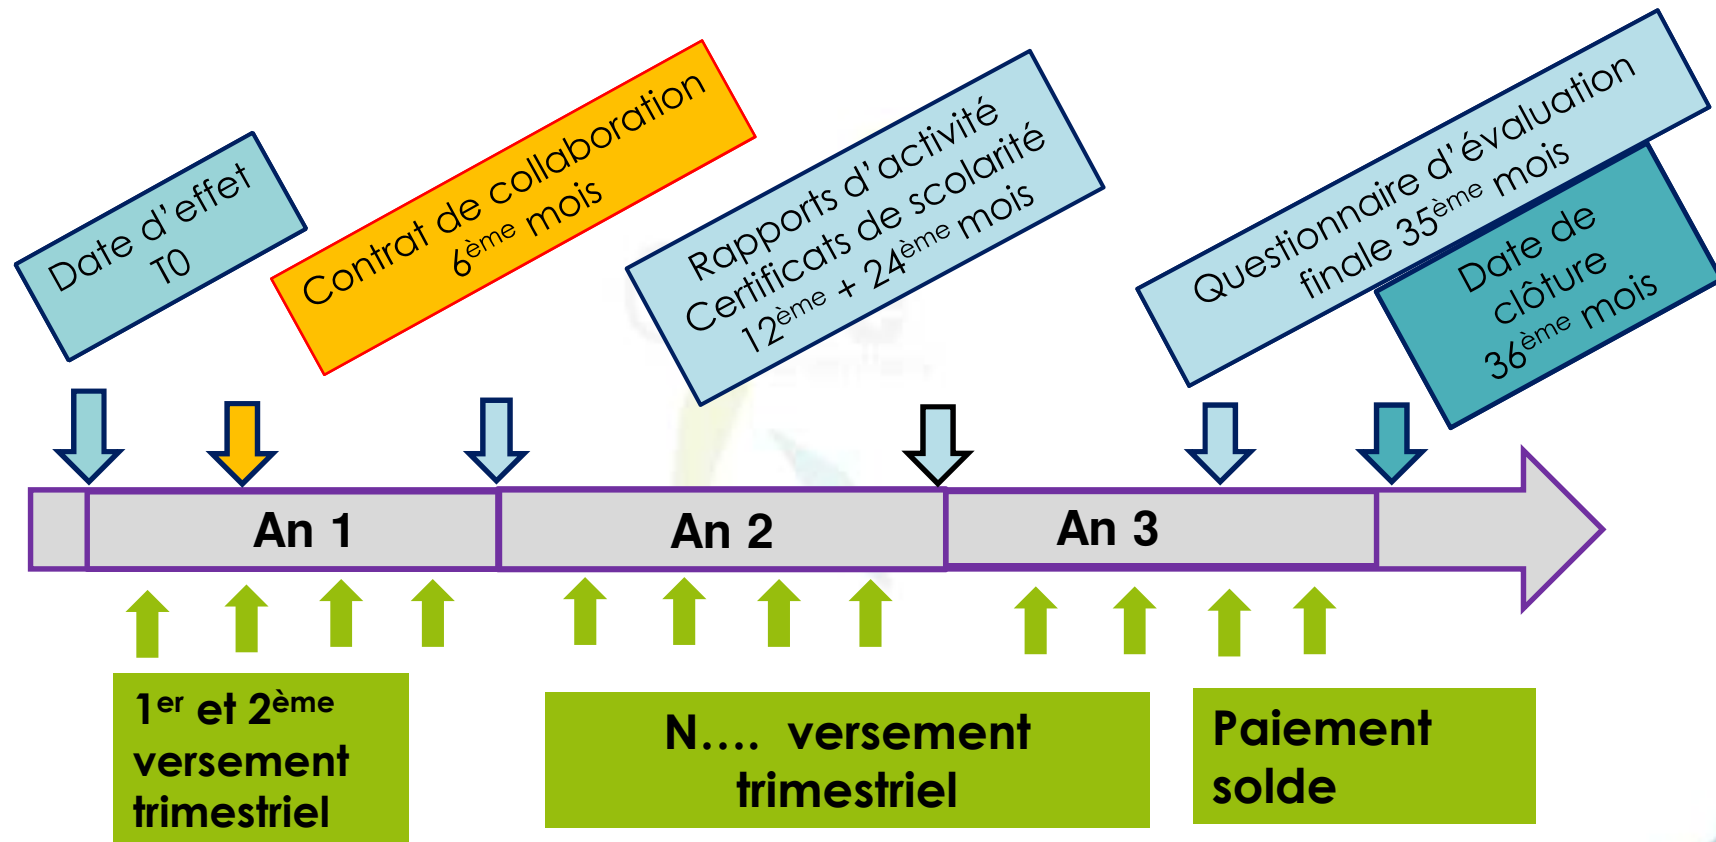 Date d'effet
T0
Contrat de collaboration
6ème mois
Rapports d'activité
Certificats de scolarité
12ème + 24ème mois
Questionnaire d'évaluation
finale 35ème mois
Date de
clôture
36ème mois
An 1
An 2
An 3
1er et 2ème
versement
trimestriel
N.... versement
trimestriel
Paiement
solde